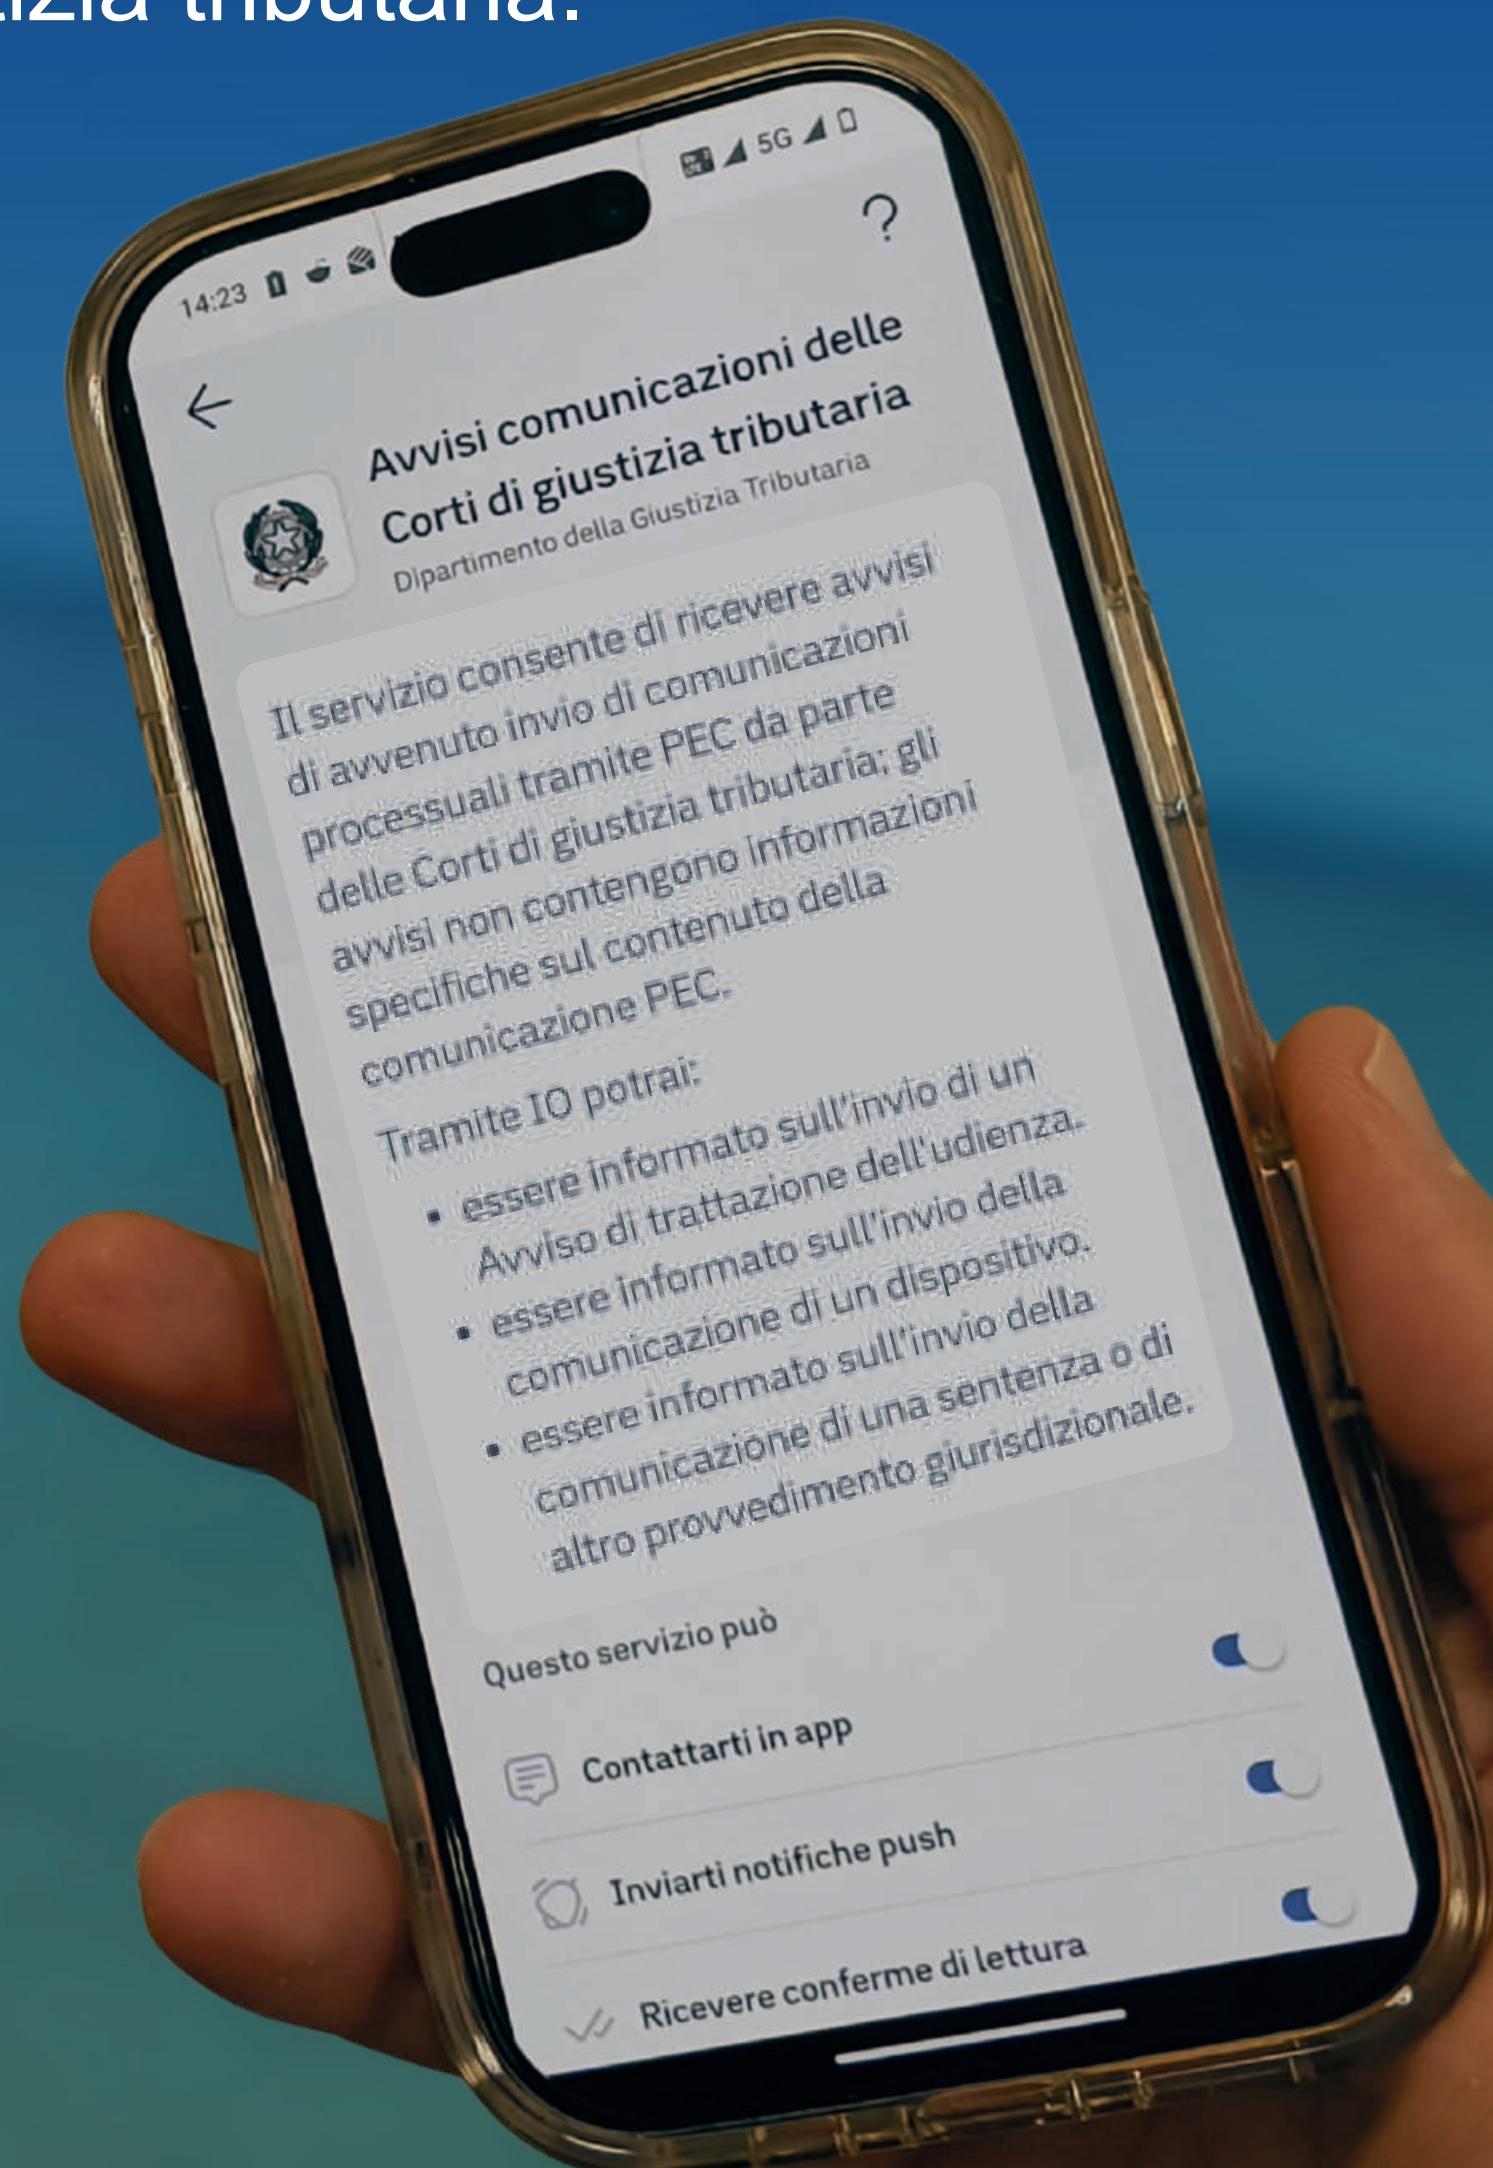 tizia tributaria.
14:23
5G
?
Avvisi comunicazioni delle
Corti di giustizia tributaria
Dipartimento della Giustizia Tributaria
Il servizio consente di ricevere avvisi
di avvenuto invio di comunicazioni
processuali tramite PEC da parte
delle Corti di giustizia tributaria; gli
avvisi non contengono informazioni
specifiche sul contenuto della
comunicazione PEC.
Tramite IO potrai:
• essere informato sull'invio di un
Avviso di trattazione dell'udienza.
• essere informato sull'invio della
comunicazione di un dispositivo.
• essere informato sull'invio della
comunicazione di una sentenza o di
altro provvedimento giurisdizionale.
Questo servizio può
Contattarti in app
Inviarti notifiche push
Ricevere conferme di lettura